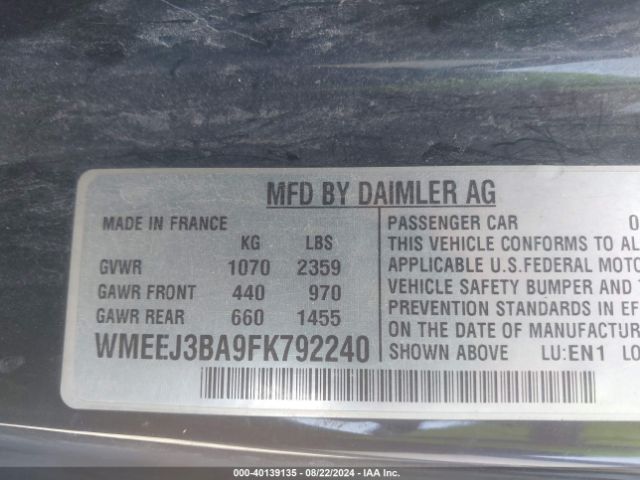 MFD BY DAIMLER AG
MADE IN FRANCE
KG LBS
GVWR 1070 2359
GAWR FRONT 440 970
GAWR REAR 660 1455
WMEEJ3BA9FK792240
PASSENGER CAR 0
THIS VEHICLE CONFORMS TO AL
APPLICABLE U.S.FEDERAL MOTO
VEHICLE SAFETY BUMPER AND T
PREVENTION STANDARDS IN EF
ON THE DATE OF MANUFACTUR
SHOWN ABOVE LU:EN1 LO
000-40139135 - 08/22/2024 - IAA Inc.